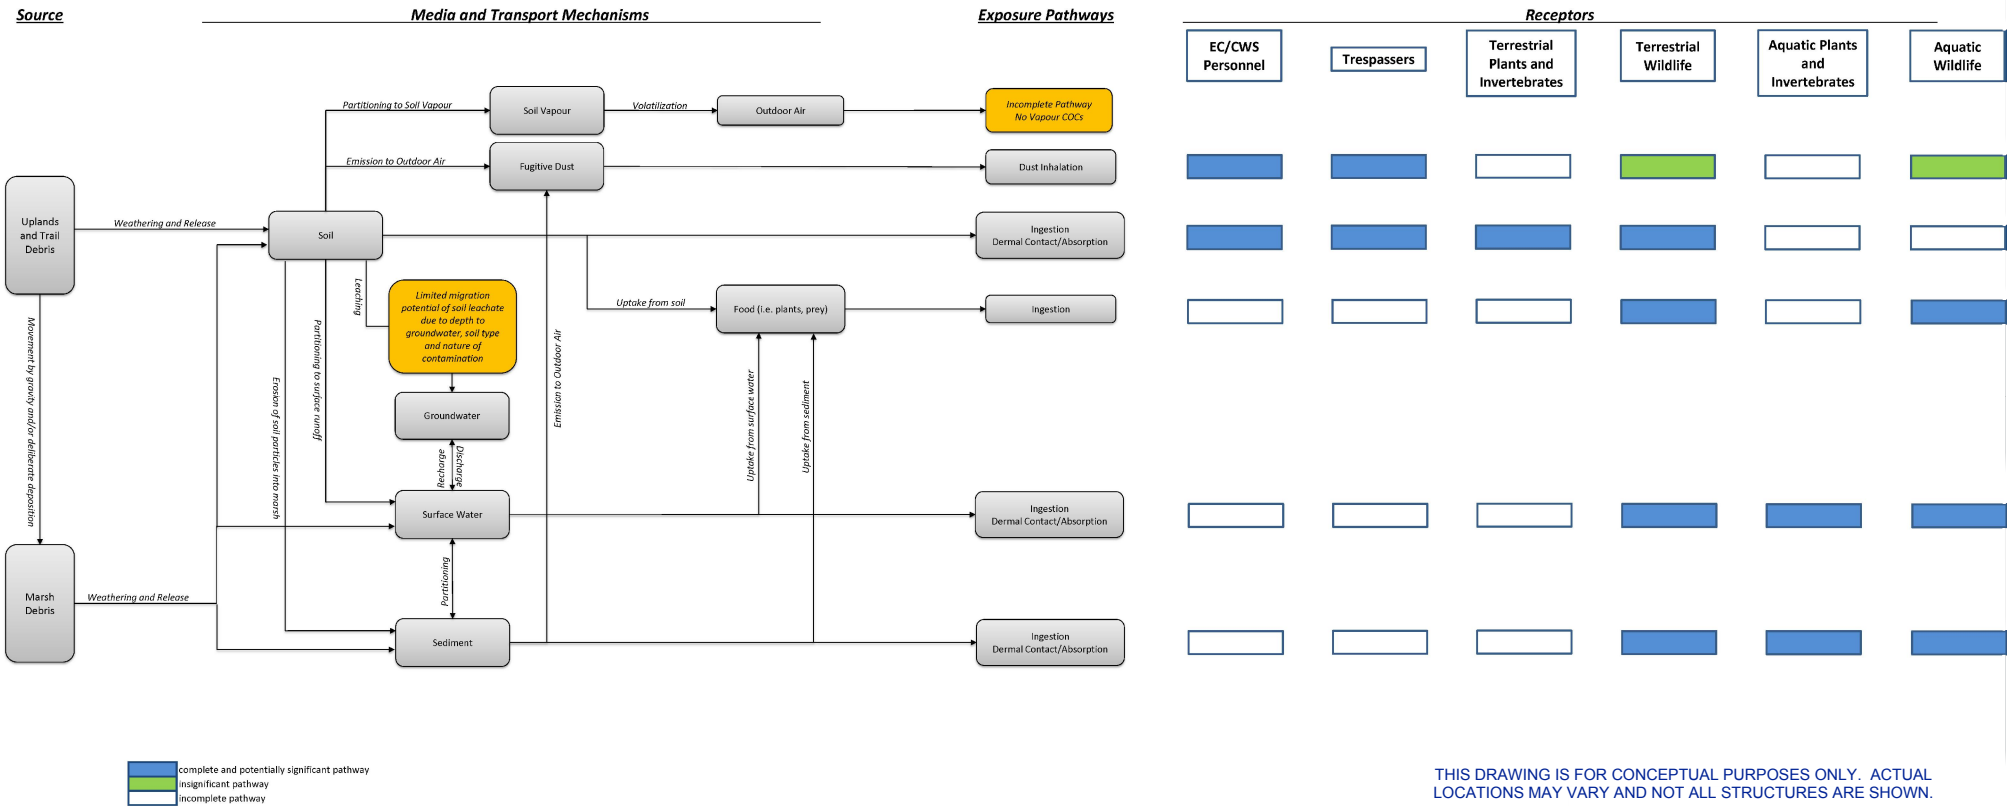 Source
Media and Transport Mechanisms
Exposure Pathways
Receptors
EC/CWS
Personnel
Trespassers
Terrestrial
Plants and
Invertebrates
Terrestrial
Wildlife
Aquatic Plants
and
Invertebrates
Aquatic
Wildlife
Partitioning to Soil Vapour
Soil Vapour
Volatilization
Outdoor Air
Incomplete Pathway
No Vapour COCs
Emission to Outdoor Air
Fugitive Dust
Dust Inhalation
Uplands
and Trail
Debris
Weathering and Release
Soil
Ingestion
Dermal Contact/Absorption
Leaching
Limited migration
potential of soil leachate
due to depth to
groundwater, soil type
and nature of
contamination
Uptake from soil
Food (i.e. plants, prey)
Ingestion
Movement by gravity and/or deliberate deposition
Erosion of soil particles into marsh
Partitioning to surface runoff
Emission to Outdoor Air
Uptake from surface water
Uptake from sediment
Groundwater
Recharge
Discharge
Surface Water
Ingestion
Dermal Contact/Absorption
Partitioning
Marsh
Debris
Weathering and Release
Sediment
Ingestion
Dermal Contact/Absorption
complete and potentially significant pathway
insignificant pathway
incomplete pathway
THIS DRAWING IS FOR CONCEPTUAL PURPOSES ONLY. ACTUAL
LOCATIONS MAY VARY AND NOT ALL STRUCTURES ARE SHOWN.